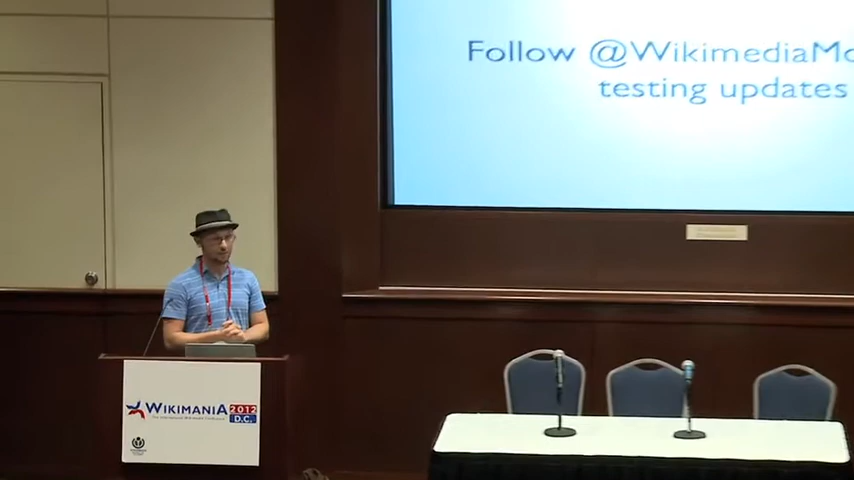 Follow @WikimediaMo
testing updates
WIKIMANIA 2012
D.C.